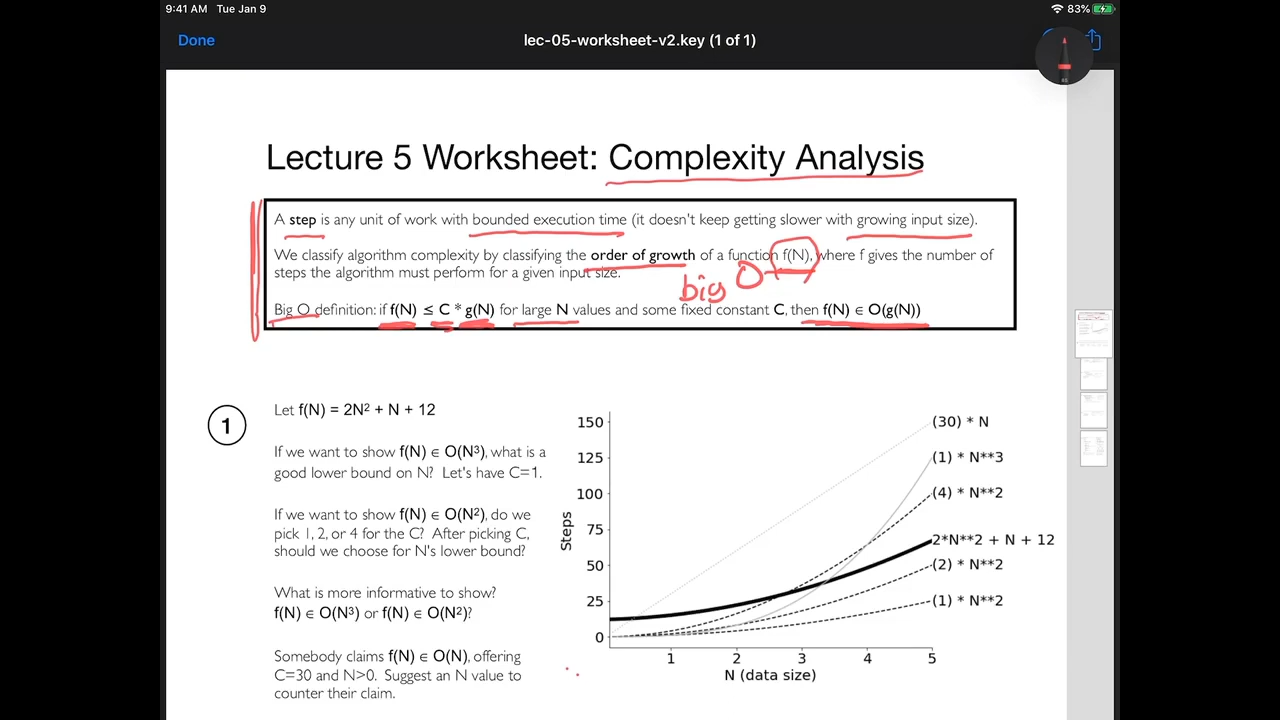 9:41 AM Tue Jan 9 83%
Done lec-05-worksheet-v2.key (1 of 1)
Lecture 5 Worksheet: Complexity Analysis
A step is any unit of work with bounded execution time (it doesn't keep getting slower with growing input size).
We classify algorithm complexity by classifying the order of growth of a function f(N), where f gives the number of
steps the algorithm must perform for a given input size.
big O
Big O definition: if f(N) ≤ C * g(N) for large N values and some fixed constant C, then f(N) ∈ O(g(N))
1
Let f(N) = 2N² + N + 12
If we want to show f(N) ∈ O(N³), what is a
good lower bound on N? Let's have C=1.
If we want to show f(N) ∈ O(N²), do we
pick 1, 2, or 4 for the C? After picking C,
should we choose for N's lower bound?
What is more informative to show?
f(N) ∈ O(N³) or f(N) ∈ O(N²)?
Somebody claims f(N) ∈ O(N), offering
C=30 and N>0. Suggest an N value to
counter their claim.
Steps
150
125
100
75
50
25
0
1 2 3 4 5
N (data size)
(30) * N
(1) * N**3
(4) * N**2
2*N**2 + N + 12
(2) * N**2
(1) * N**2